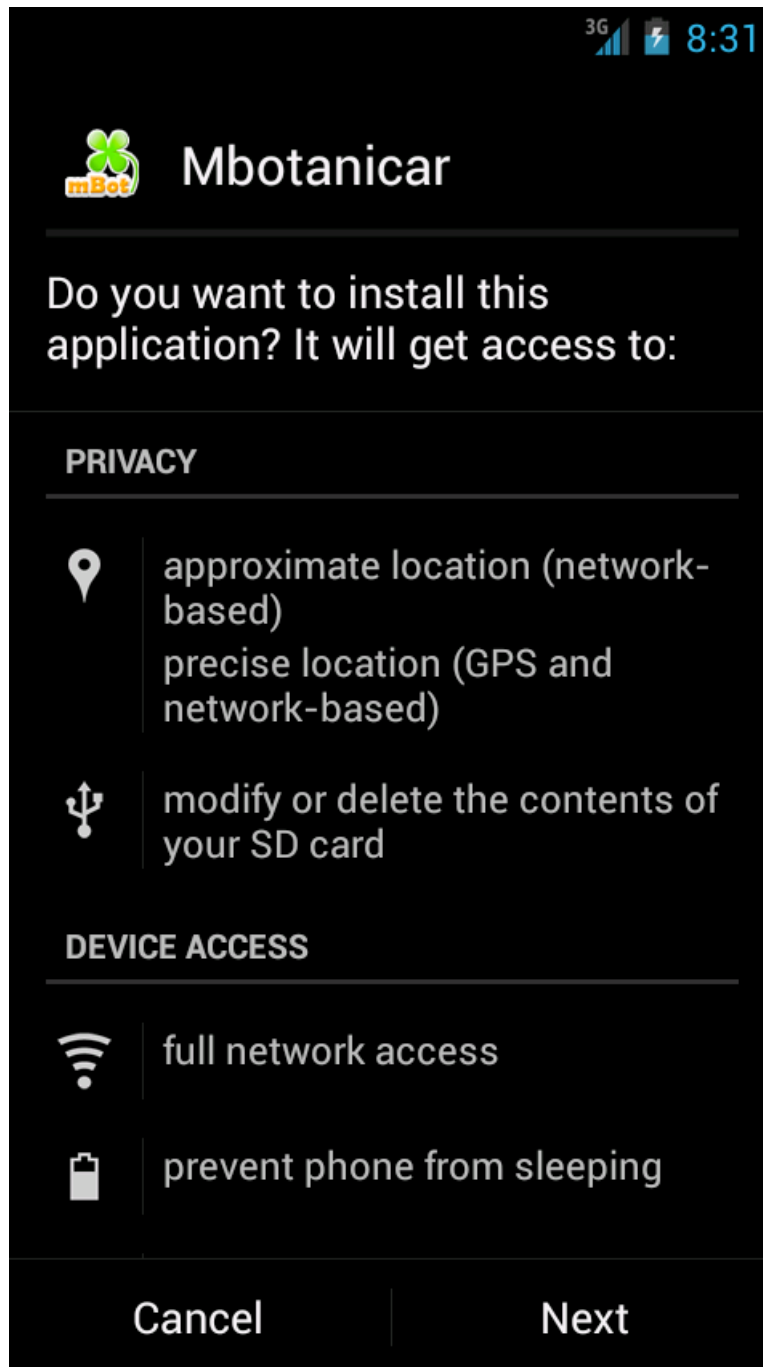 3G 8:31
mBot
Mbotanicar
Do you want to install this
application? It will get access to:
PRIVACY
approximate location (network-
based)
precise location (GPS and
network-based)
modify or delete the contents of
your SD card
DEVICE ACCESS
full network access
prevent phone from sleeping
Cancel Next